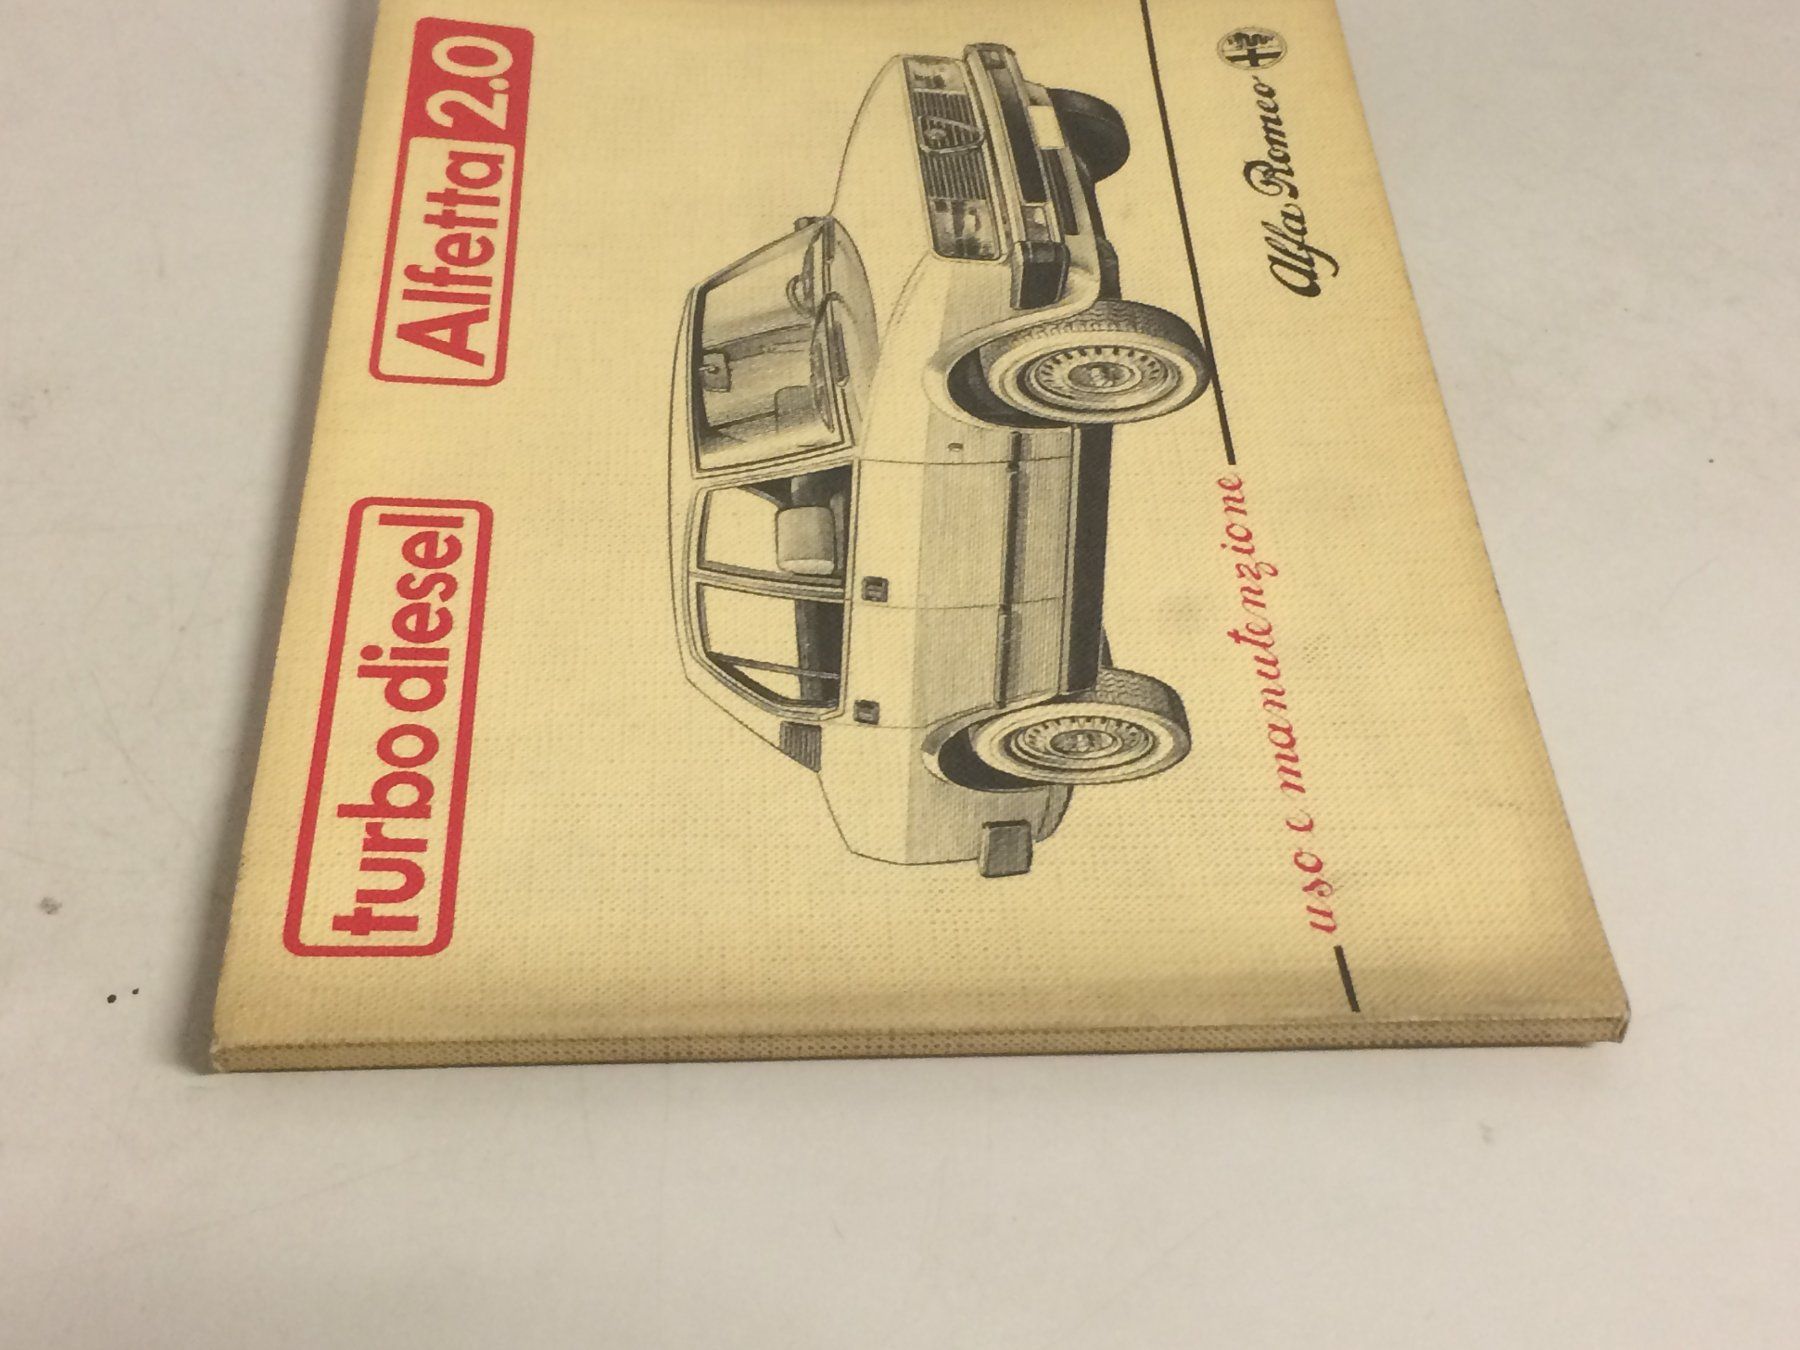 turbodiesel Alfetta 2.0
uso e manutenzione
Alfa Romeo